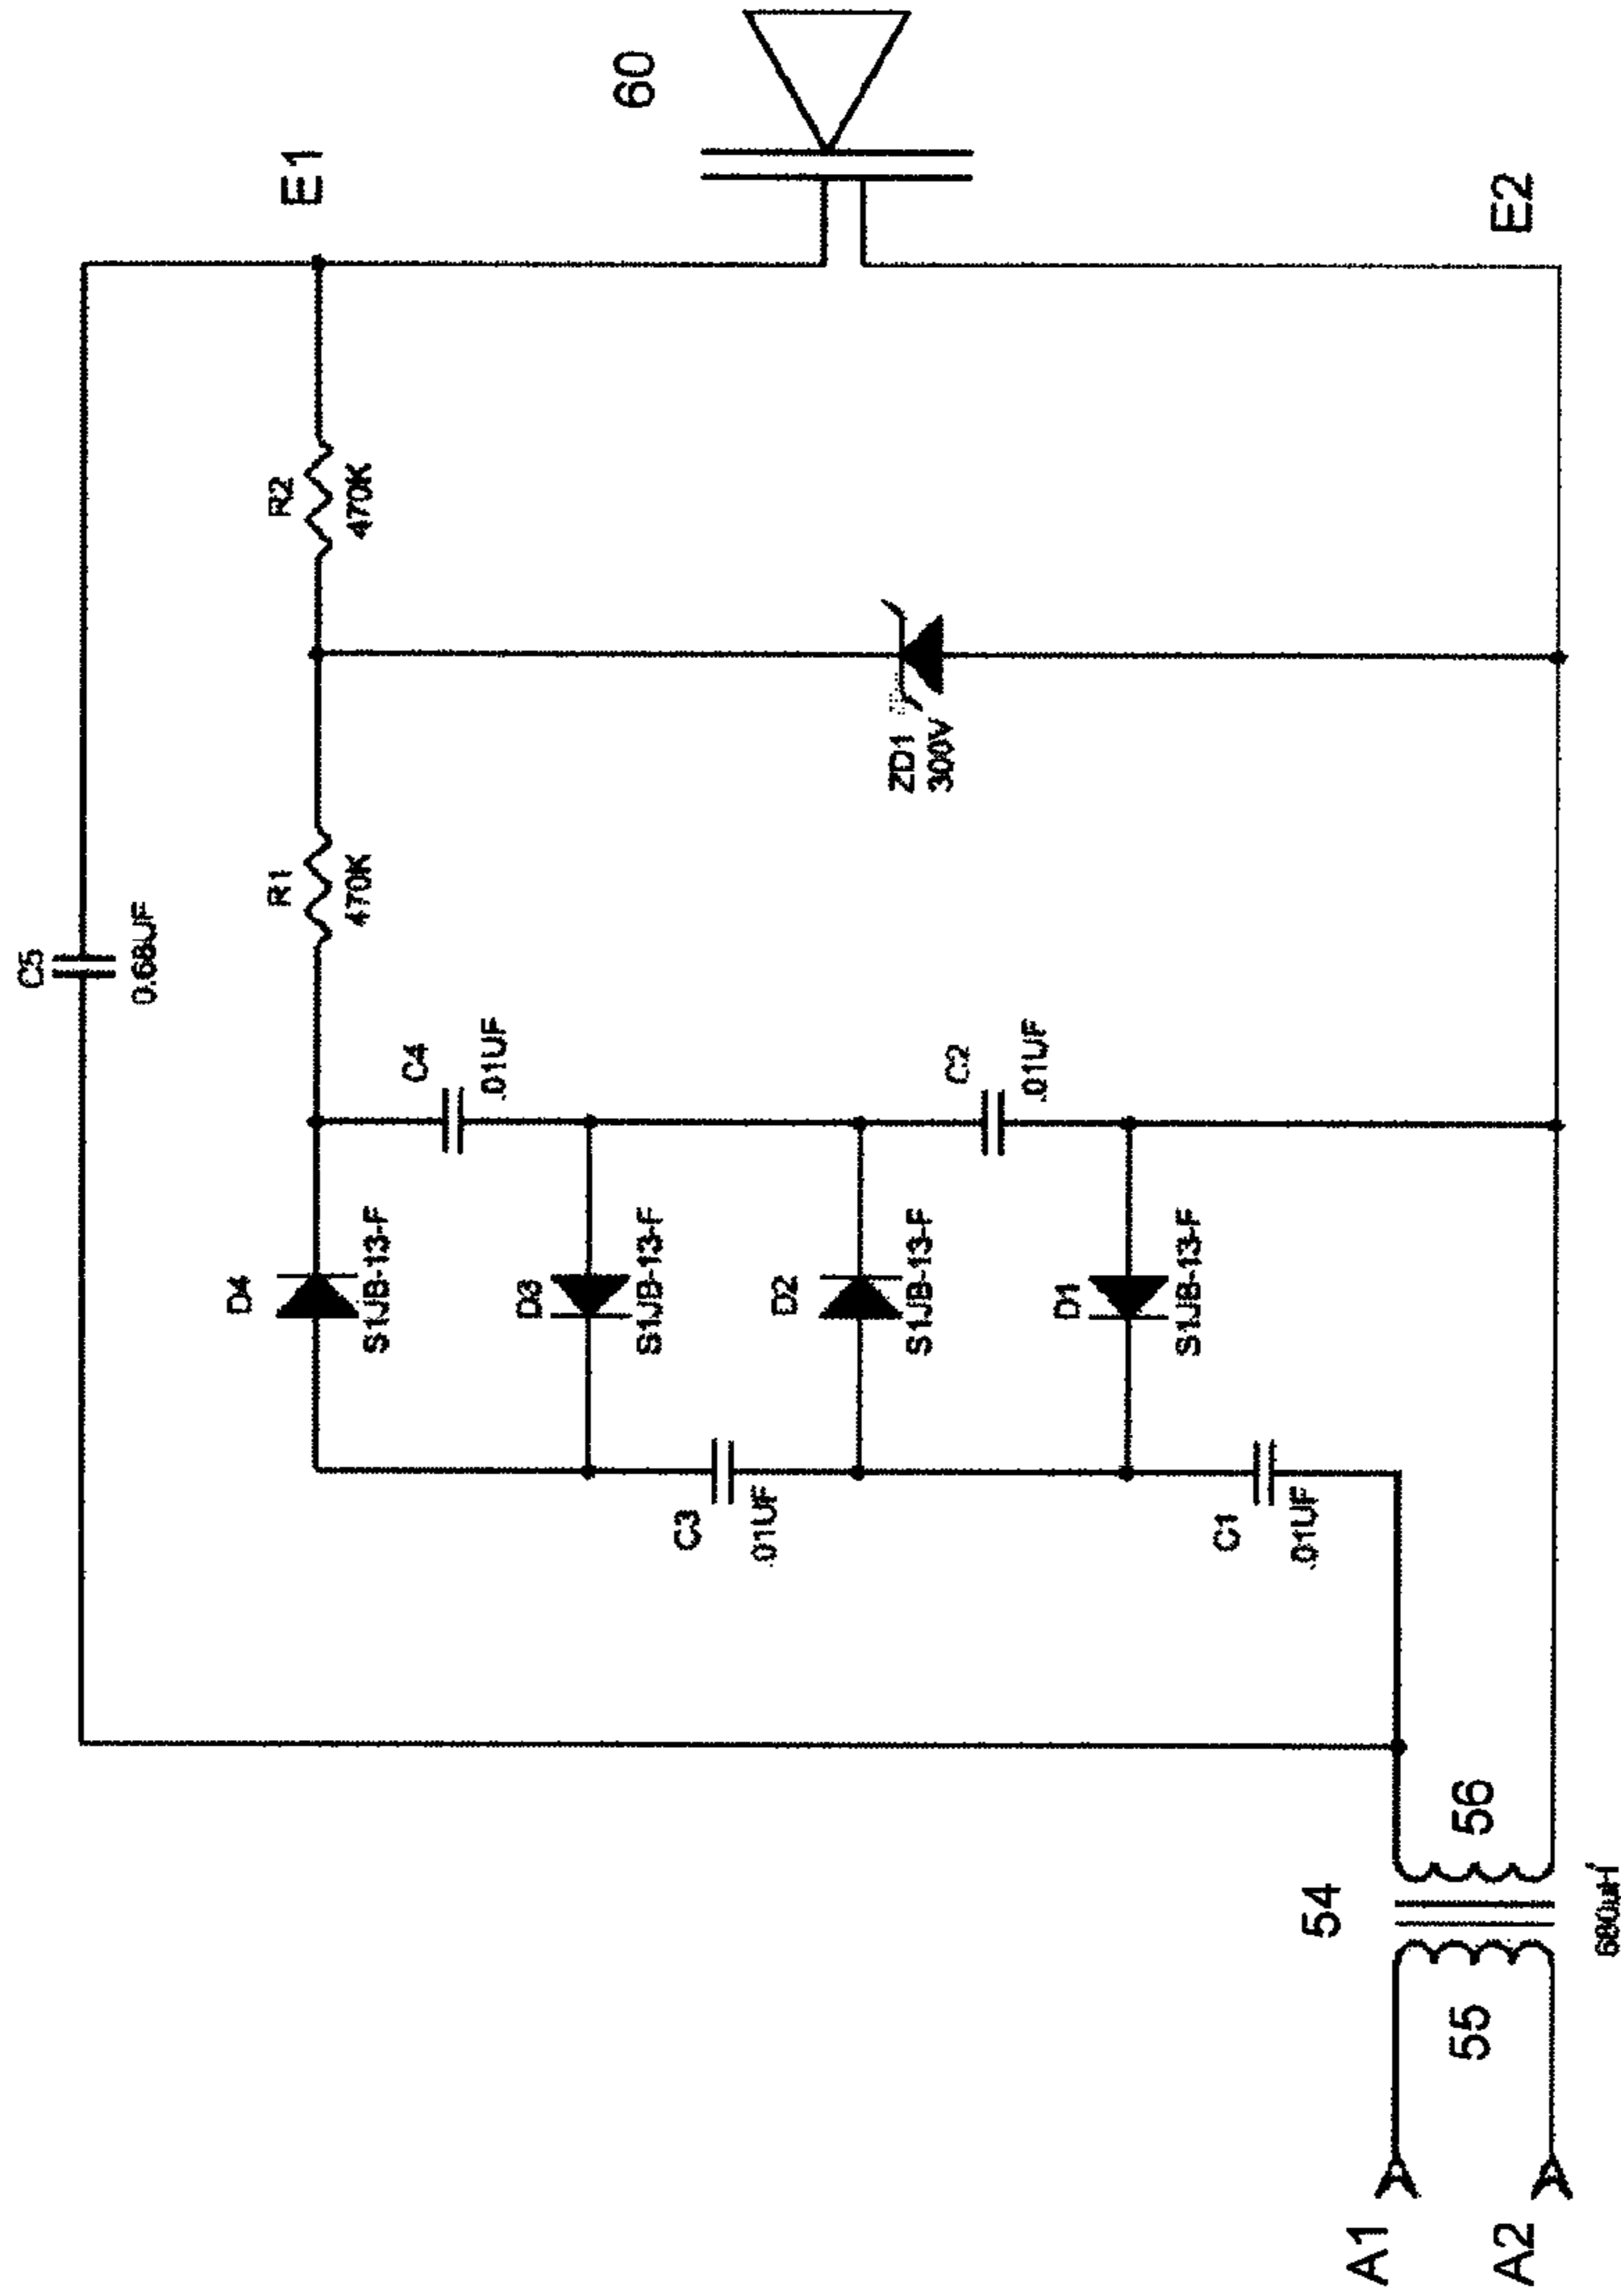 C5
0.68UF
E1
60
R1
470K
R2
470K
D4
S1JB-13-F
C4
.01UF
D3
S1JB-13-F
C3
.01UF
D2
S1JB-13-F
C2
.01UF
ZD1
300V
D1
S1JB-13-F
C1
.01UF
54
A1
55
56
A2
680uH
E2